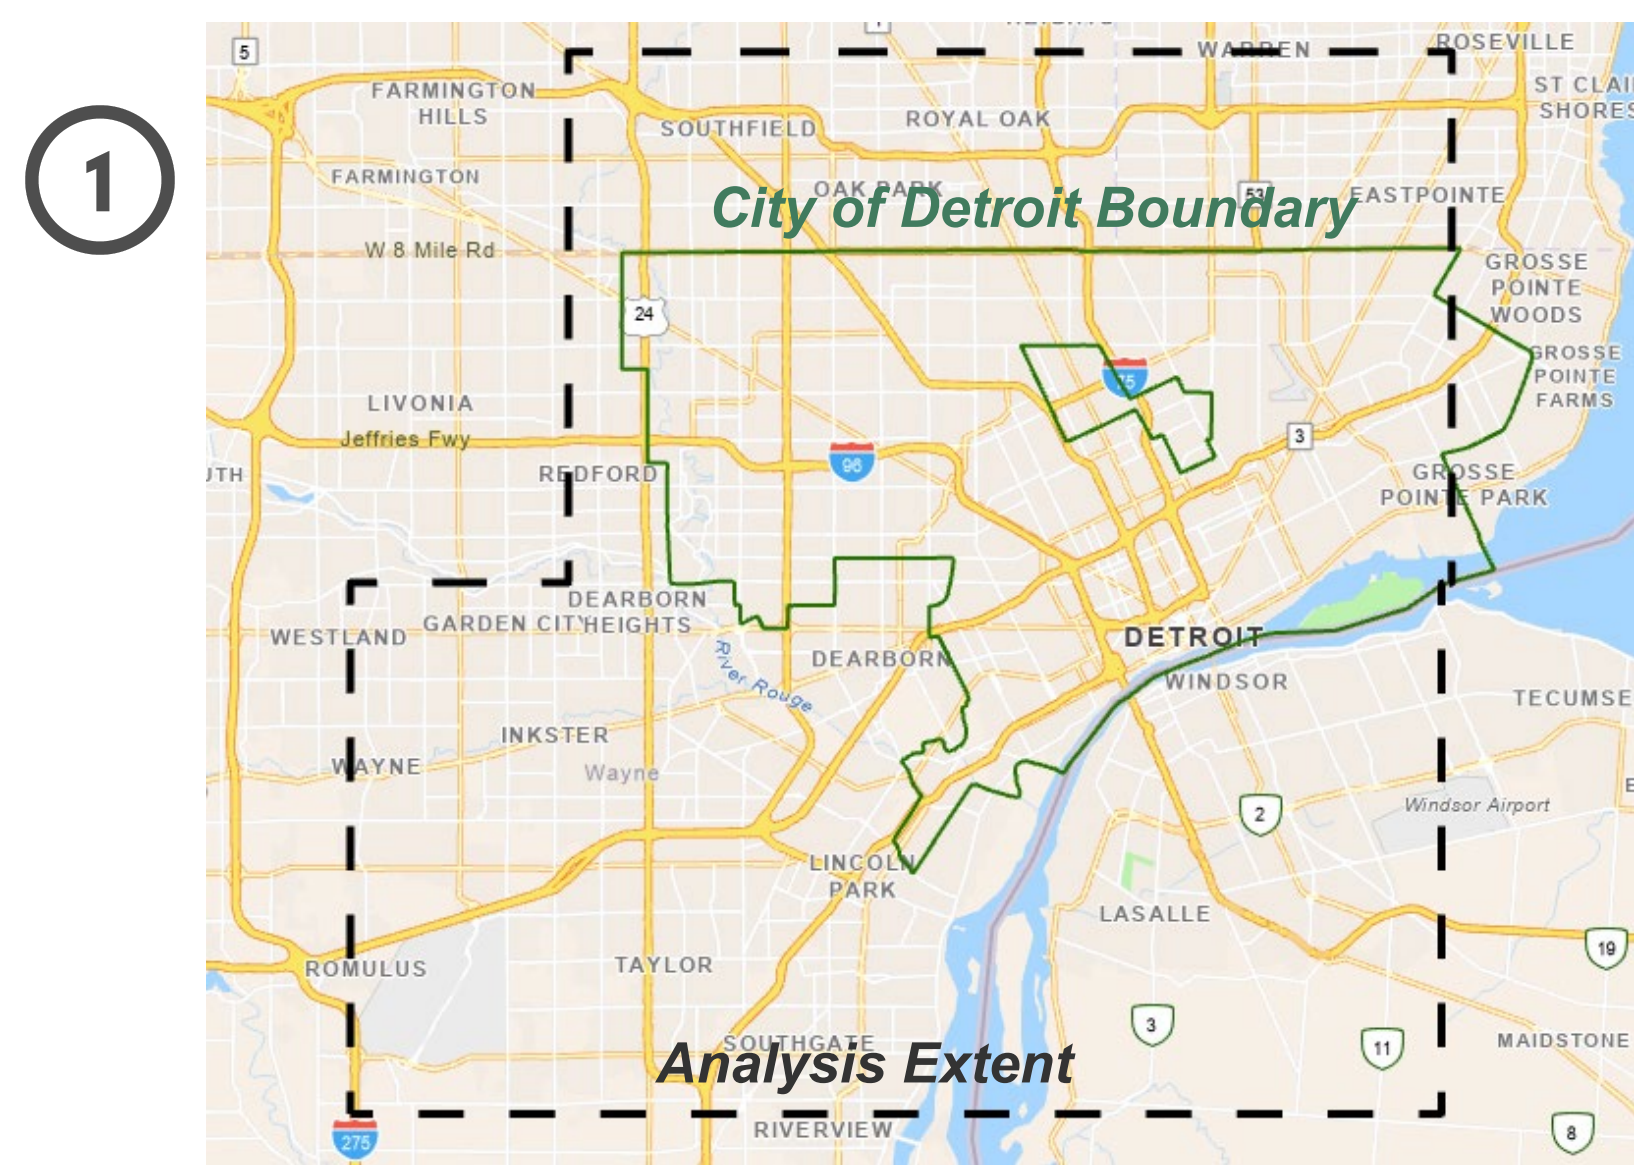 1
5
WARREN
ROSEVILLE
FARMINGTON
HILLS
ST CLAI
SHORES
SOUTHFIELD
ROYAL OAK
FARMINGTON
OAK PARK
53
EASTPOINTE
City of Detroit Boundary
W 8 Mile Rd
GROSSE
POINTE
WOODS
24
GROSSE
POINTE
FARMS
75
LIVONIA
Jeffries Fwy
3
96
UTH
REDFORD
GROSSE
POINTE PARK
DEARBORN
HEIGHTS
GARDEN CITY
WESTLAND
DETROIT
DEARBORN
River Rouge
WINDSOR
TECUMSE
INKSTER
WAYNE
Wayne
2
Windsor Airport
E
LINCOLN
PARK
LASALLE
19
ROMULUS
TAYLOR
3
11
MAIDSTONE
SOUTHGATE
Analysis Extent
RIVERVIEW
275
8